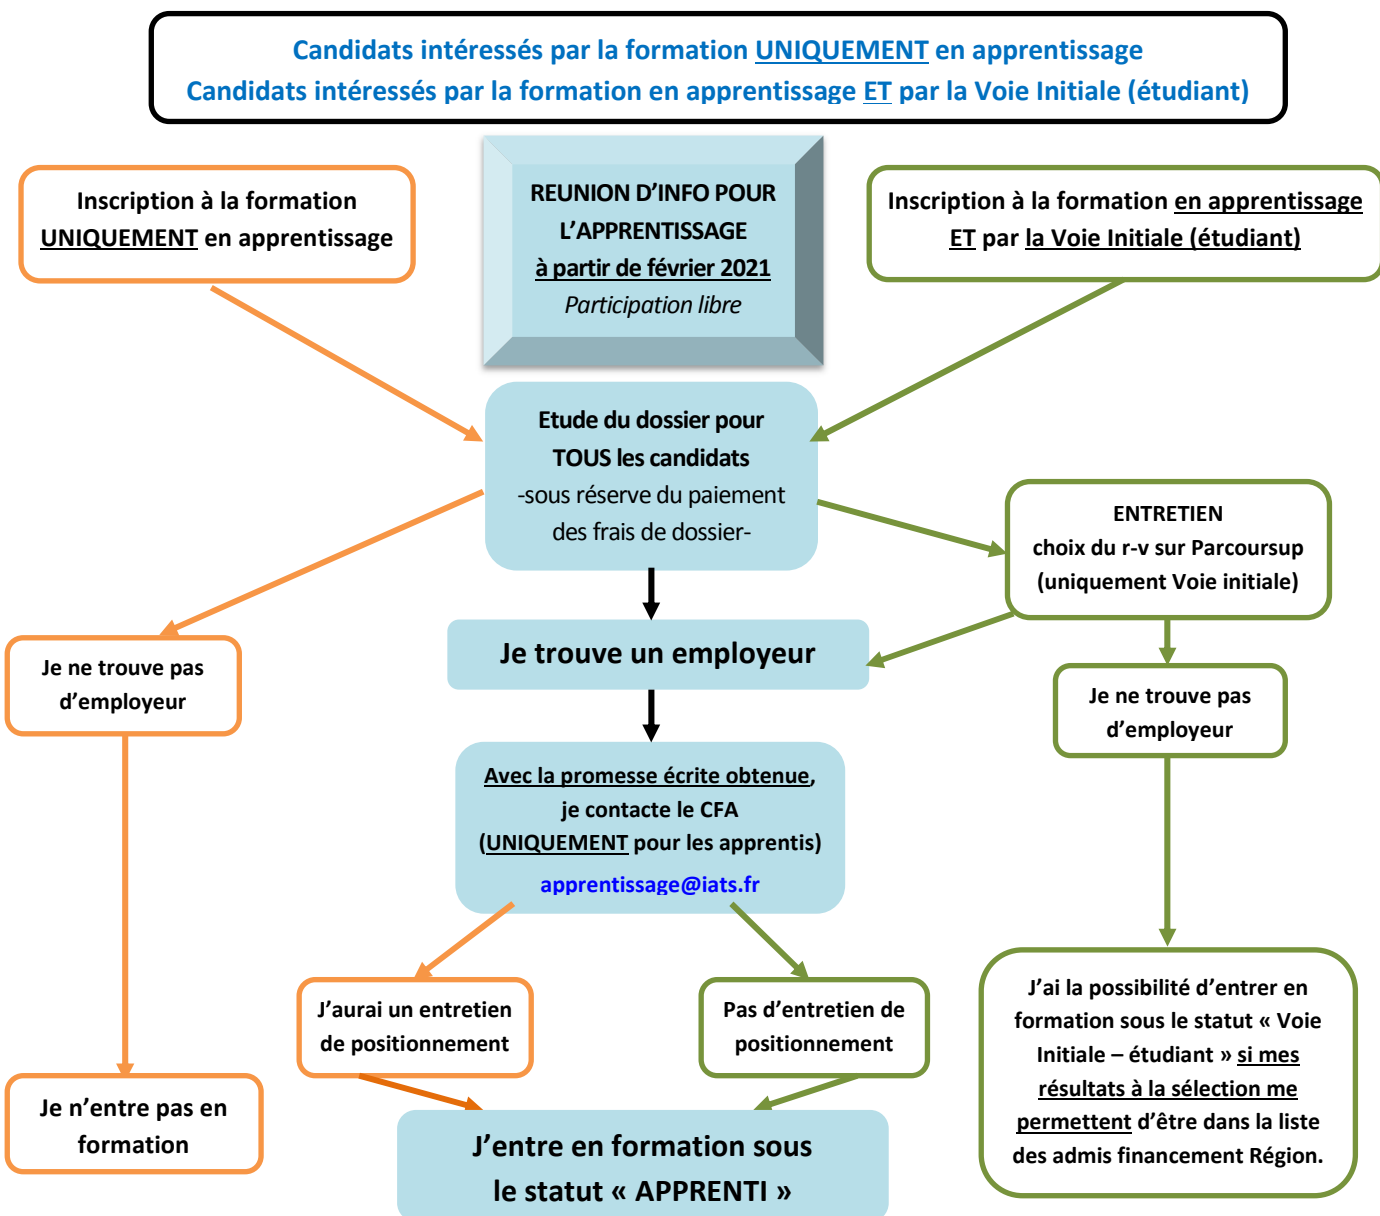 Candidats intéressés par la formation UNIQUEMENT en apprentissage
Candidats intéressés par la formation en apprentissage ET par la Voie Initiale (étudiant)
Inscription à la formation
UNIQUEMENT en apprentissage
REUNION D’INFO POUR
L’APPRENTISSAGE
à partir de février 2021
Participation libre
Inscription à la formation en apprentissage
ET par la Voie Initiale (étudiant)
Etude du dossier pour
TOUS les candidats
-sous réserve du paiement
des frais de dossier-
ENTRETIEN
choix du r-v sur Parcoursup
(uniquement Voie initiale)
Je ne trouve pas
d’employeur
Je trouve un employeur
Je ne trouve pas
d’employeur
Avec la promesse écrite obtenue,
je contacte le CFA
(UNIQUEMENT pour les apprentis)
apprentissage@iats.fr
J’aurai un entretien
de positionnement
Pas d’entretien de
positionnement
J’ai la possibilité d’entrer en
formation sous le statut « Voie
Initiale – étudiant » si mes
résultats à la sélection me
permettent d’être dans la liste
des admis financement Région.
Je n’entre pas en
formation
J’entre en formation sous
le statut « APPRENTI »